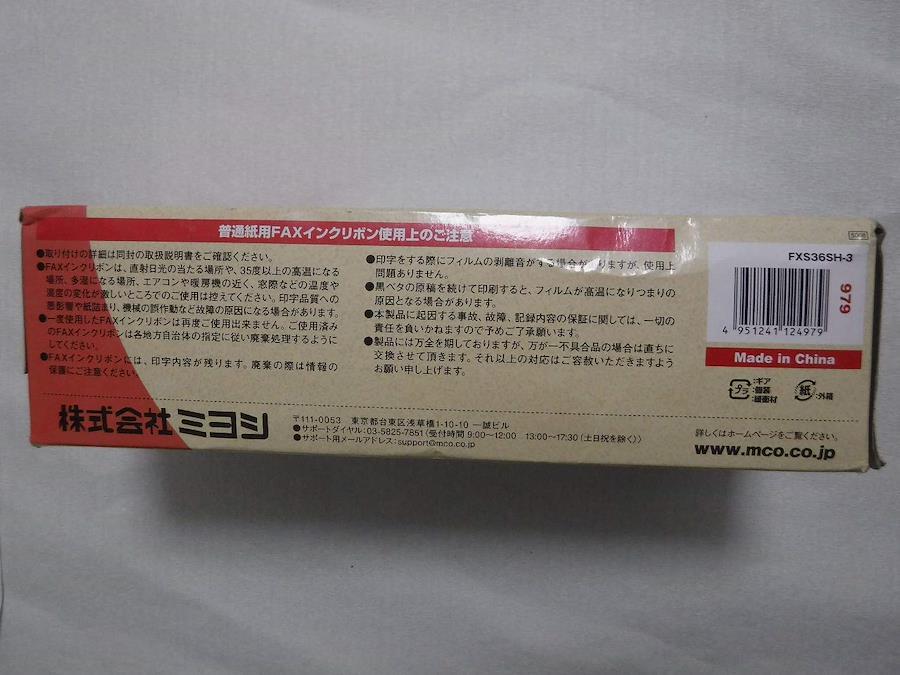 普通紙用FAXインクリボン使用上のご注意
●取り付けの詳細は同封の取扱説明書をご確認ください。
●FAXインクリボンは、直射日光の当たる場所や、35度以上の高温になる
場所、多湿になる場所、エアコンや暖房機の近く、窓際などの温度や
湿度の変化が激しいところでのご使用は控えてください。印字品質への
悪影響や紙詰まり、機械の誤作動など故障の原因になる場合があります。
●一度使用したFAXインクリボンは再度ご使用出来ません。ご使用済み
のFAXインクリボンは各地方自治体の指定に従い廃棄処理するように
してください。
●FAXインクリボンには、印字内容が残ります。廃棄の際は情報の
保護にご注意ください。
●印字をする際にフィルムの剥離音がする場合がありますが、使用上
問題ありません。
●黒ベタの原稿を続けて印刷すると、フィルムが高温になりつまりの
原因となる場合があります。
●本製品に起因する事故、故障、記録内容の保証に関しては、一切の
責任を負いかねますので予めご了承願います。
●製品には万全を期しておりますが、万が一不具合品の場合は直ちに
交換させて頂きます。それ以上の対応はご容赦いただきますよう
お願い申し上げます。
FXS36SH-3
979
4 951241 124979
Made in China
プラ
:ギア
:個装
:緩衝材
紙
:外箱
株式会社ミヨシ
〒111-0053 東京都台東区浅草橋1-10-10 一誠ビル
●サポートダイヤル:03-5825-7851(受付時間 9:00~12:00 13:00~17:30 (土日祝を除く))
●サポート用メールアドレス:support@mco.co.jp
詳しくはホームページをご覧ください。
www.mco.co.jp